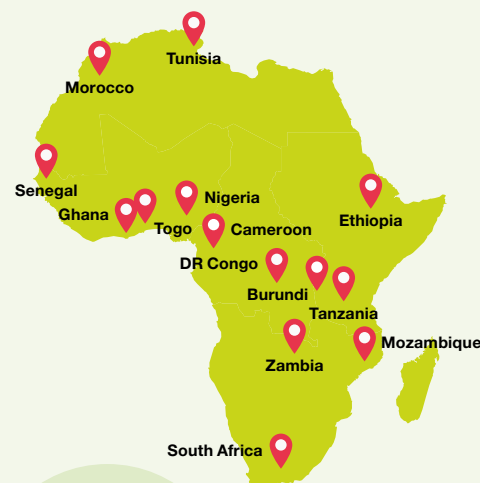 Tunisia
Morocco
Senegal
Nigeria
Ghana
Togo
Cameroon
Ethiopia
DR Congo
Burundi
Tanzania
Mozambique
Zambia
South Africa